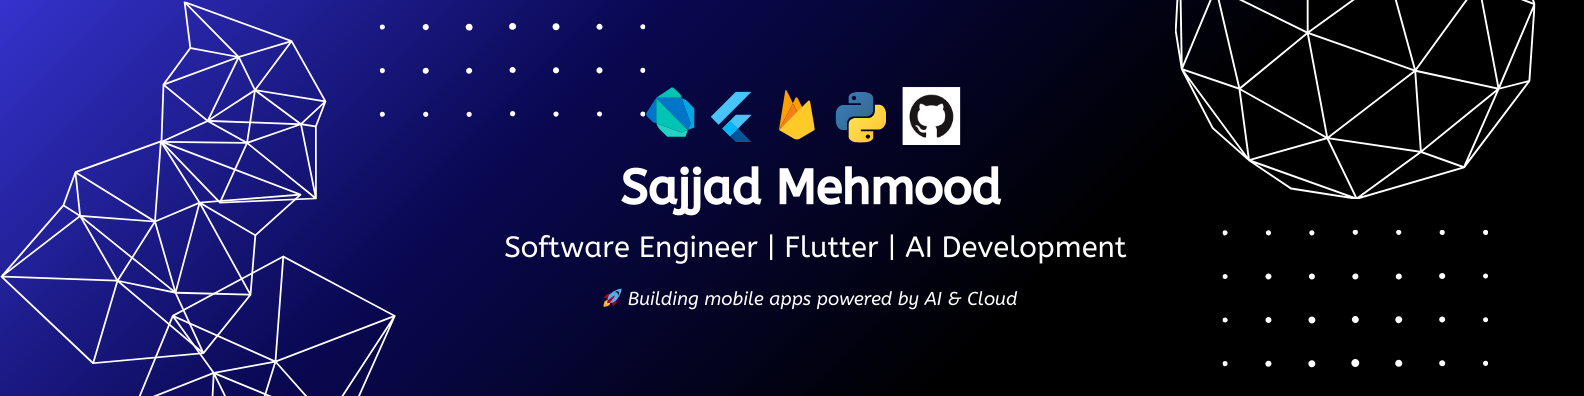 Sajjad Mehmood
Software Engineer | Flutter | AI Development
🚀 Building mobile apps powered by AI & Cloud